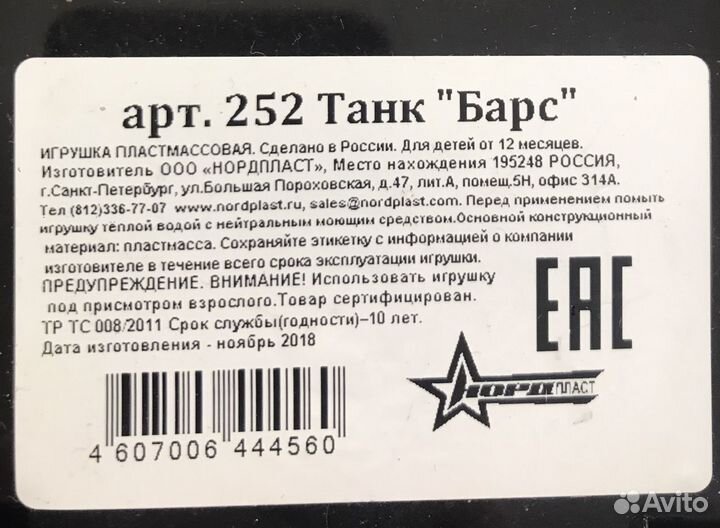 арт. 252 Танк "Барс"
ИГРУШКА ПЛАСТМАССОВАЯ. Сделано в России. Для детей от 12 месяцев.
Изготовитель ООО «НОРДПЛАСТ», Место нахождения 195248 РОССИЯ,
г.Санкт-Петербург, ул.Большая Пороховская, д.47, лит.А, помещ.5Н, офис 314А.
Тел (812)336-77-07 www.nordplast.ru, sales@nordplast.com. Перед применением помыть
игрушку тёплой водой с нейтральным моющим средством.Основной конструкционный
материал: пластмасса. Сохраняйте этикетку с информацией о компании
изготовителе в течение всего срока эксплуатации игрушки.
ПРЕДУПРЕЖДЕНИЕ. ВНИМАНИЕ! Использовать игрушку
под присмотром взрослого.Товар сертифицирован.
ТР ТС 008/2011 Срок службы(годности)–10 лет.
Дата изготовления - ноябрь 2018
ЕАС
НОРДПЛАСТ
4 607006 444560
Avito